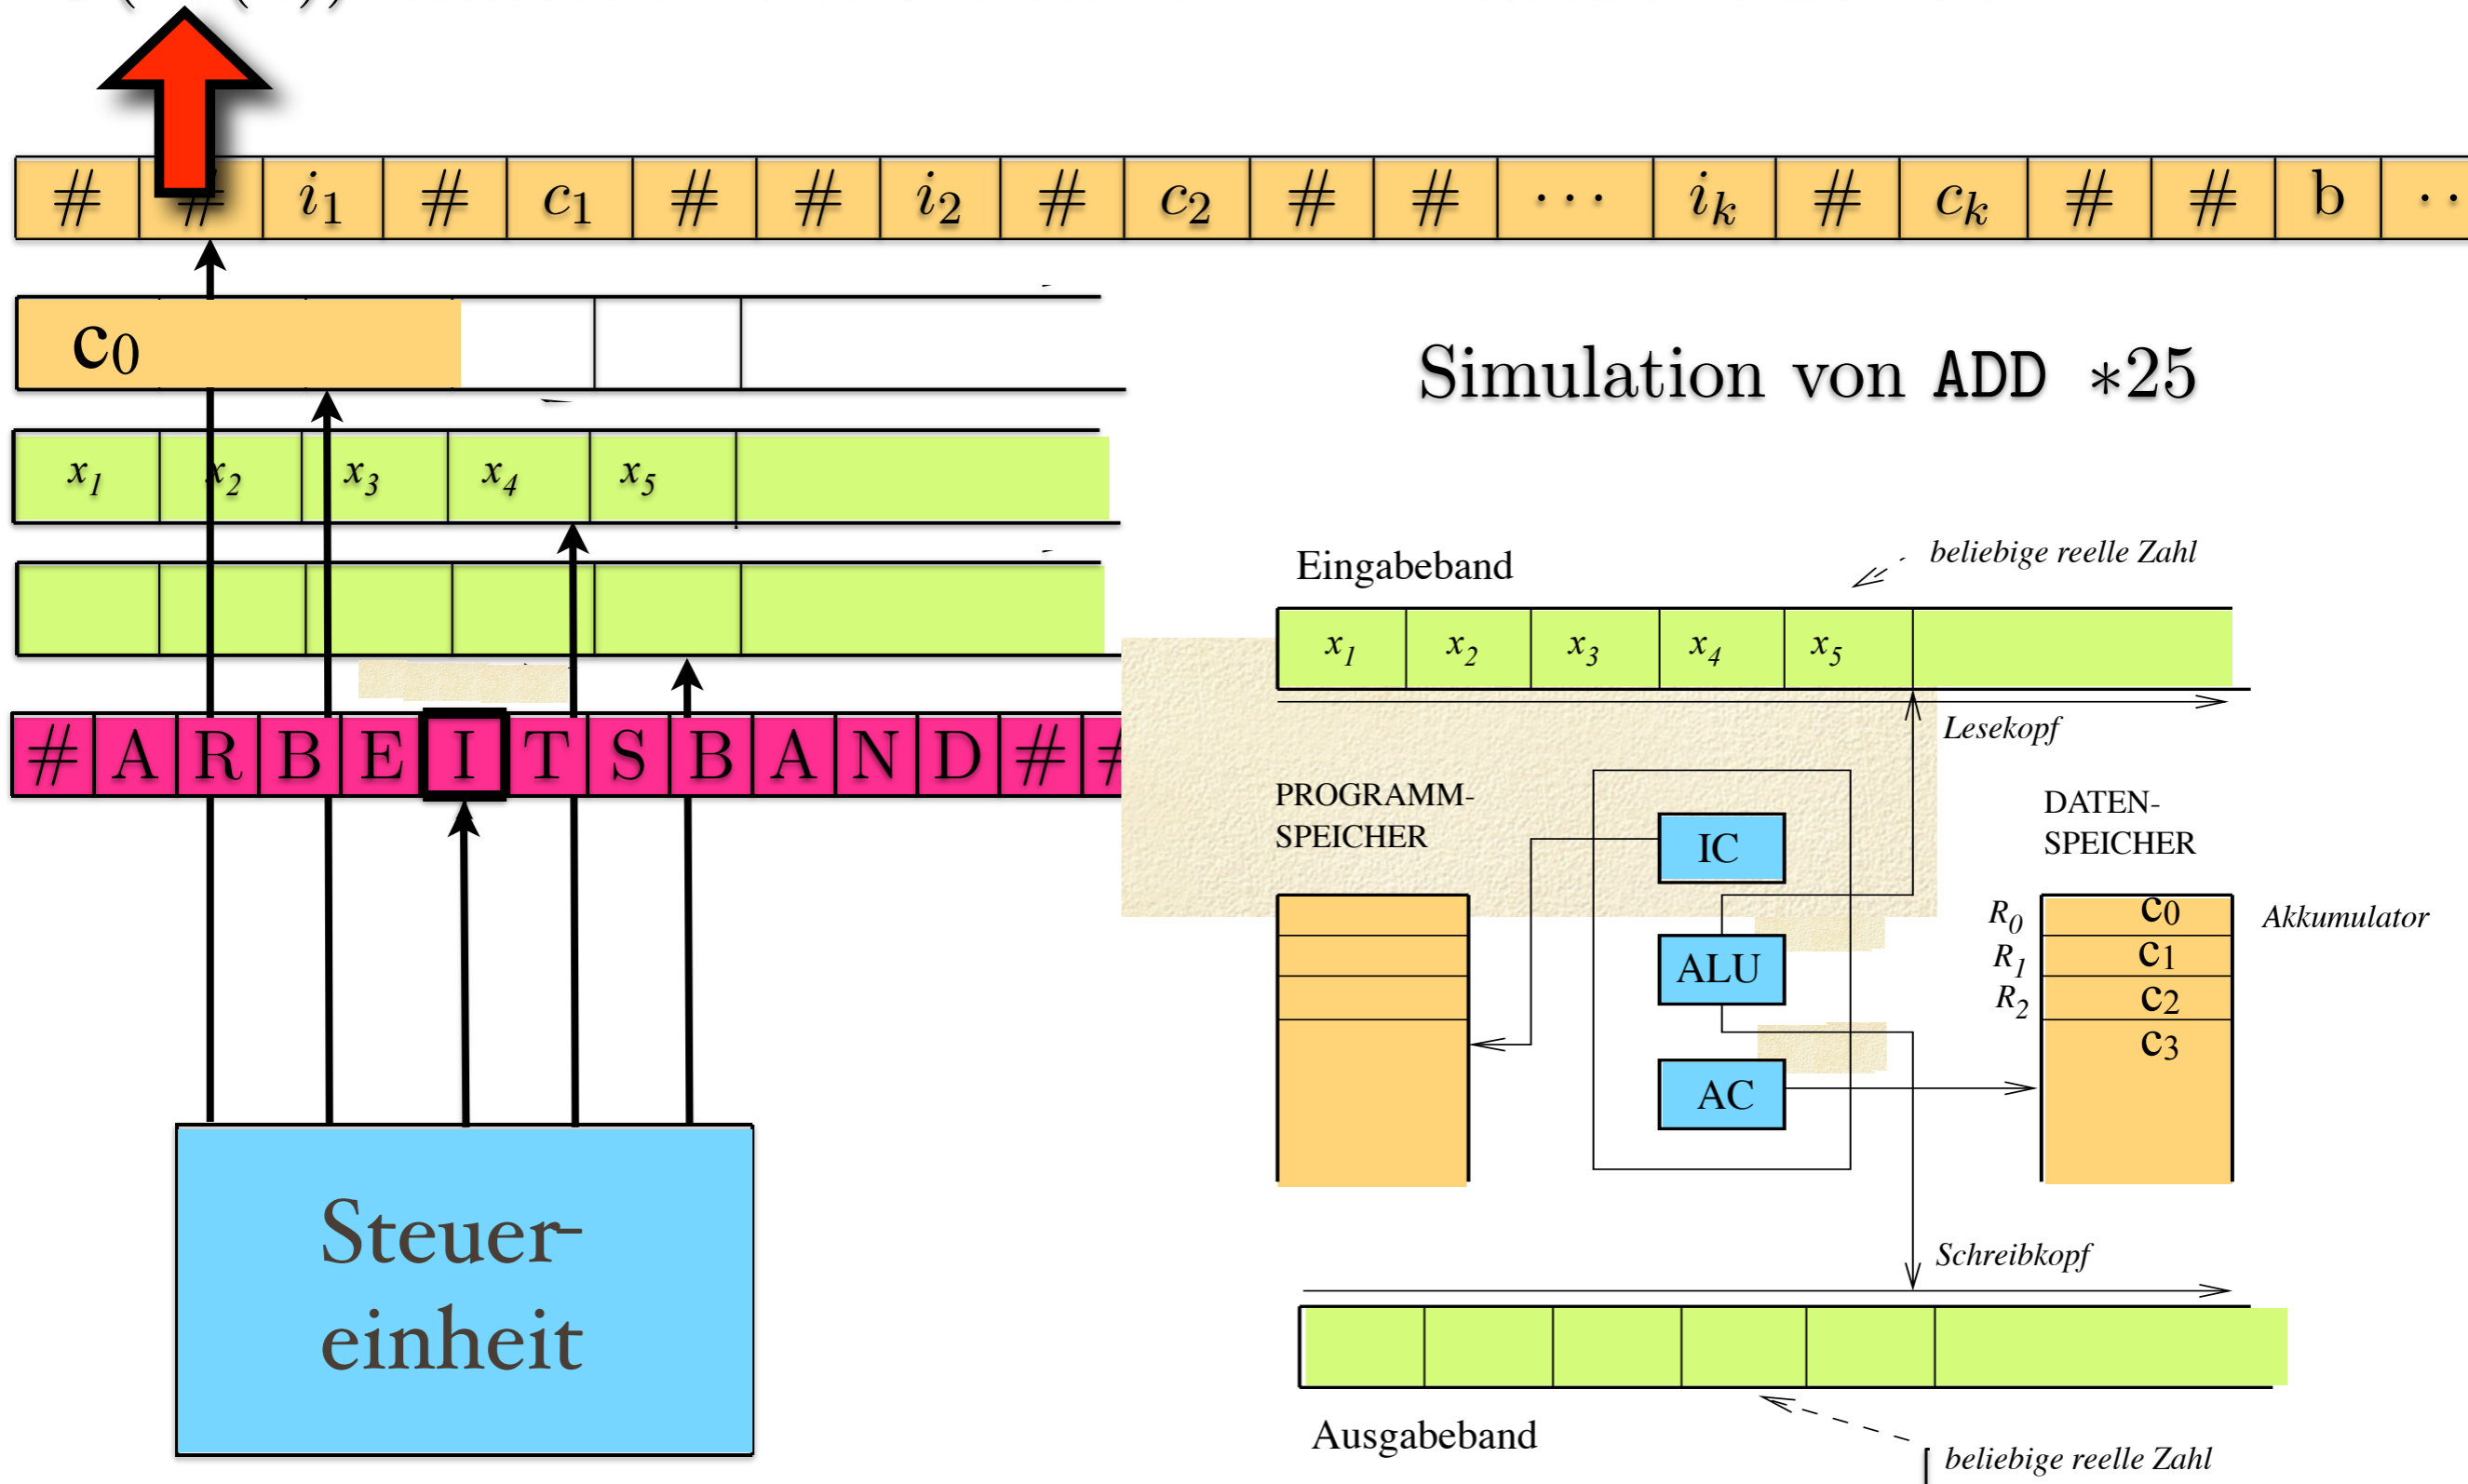 # # i₁ # c₁ # # i₂ # c₂ # # ··· iₖ # cₖ # # b ··
c₀
Simulation von ADD *25
x₁ x₂ x₃ x₄ x₅
Eingabeband
beliebige reelle Zahl
x₁ x₂ x₃ x₄ x₅
Lesekopf
# A R B E I T S B A N D # #
PROGRAMM-
SPEICHER
IC
DATEN-
SPEICHER
R₀ c₀ Akkumulator
R₁ c₁
R₂ c₂
c₃
ALU
AC
Steuer-
einheit
Schreibkopf
Ausgabeband
beliebige reelle Zahl